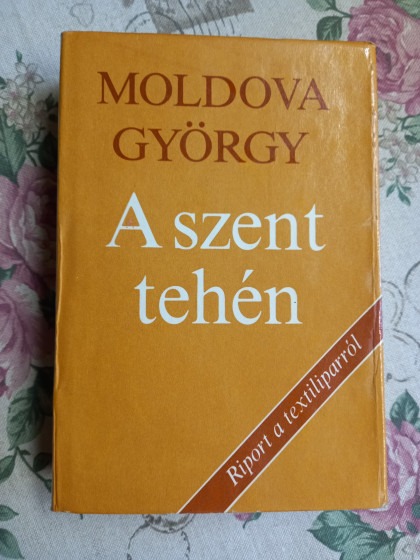 MOLDOVA
GYÖRGY
A szent
tehén
Riport a textiliparról